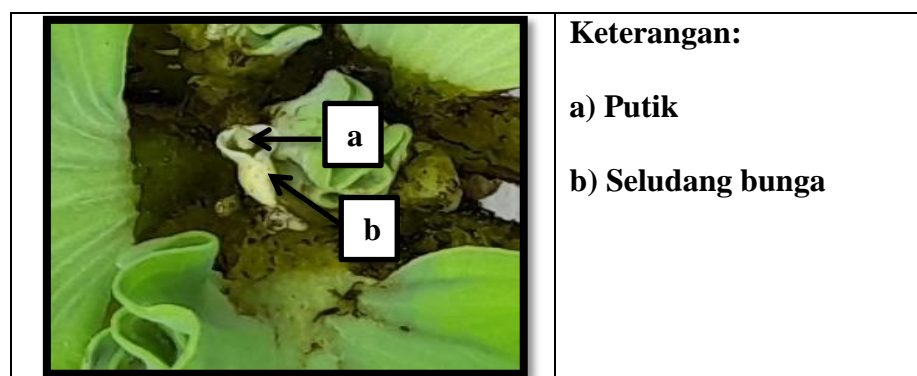 a
b
Keterangan:
a) Putik
b) Seludang bunga